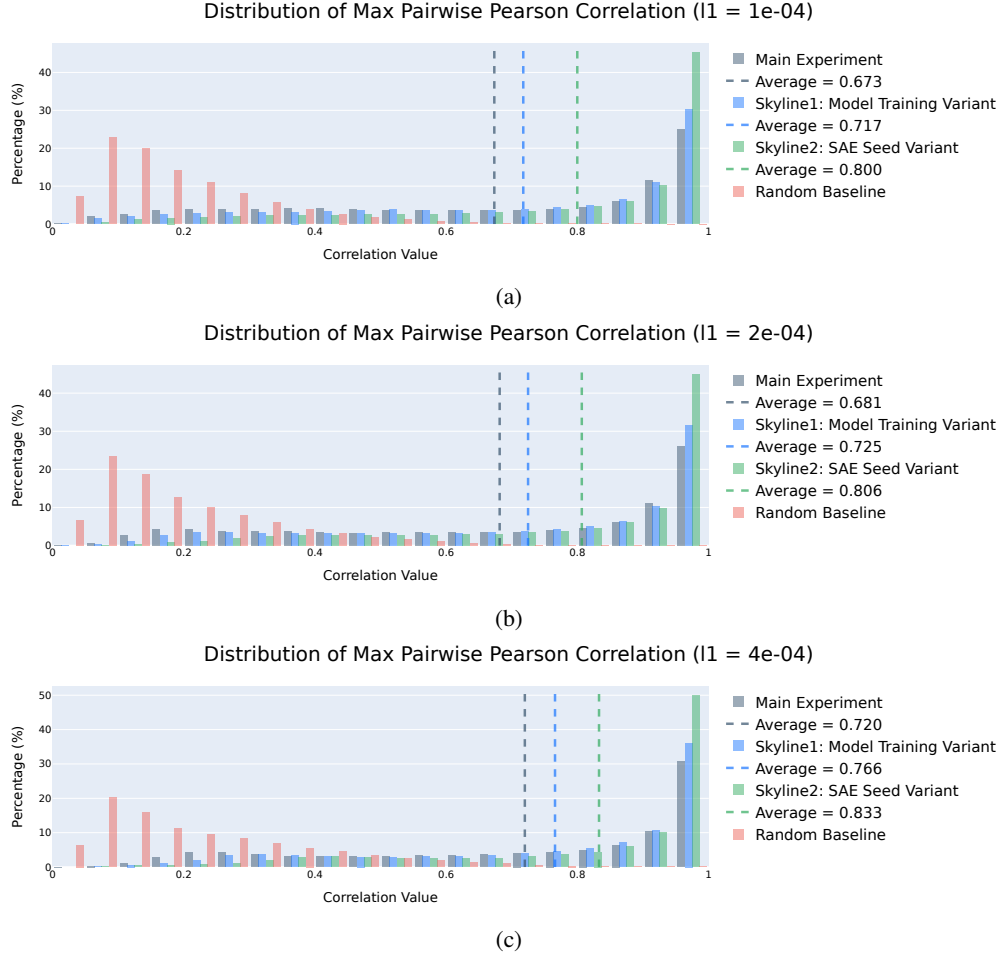 Distribution of Max Pairwise Pearson Correlation (l1 = 1e-04)
Percentage (%)
40
30
20
10
0
0
0.2
0.4
0.6
0.8
1
Correlation Value
Main Experiment
Average = 0.673
Skyline1: Model Training Variant
Average = 0.717
Skyline2: SAE Seed Variant
Average = 0.800
Random Baseline
(a)
Distribution of Max Pairwise Pearson Correlation (l1 = 2e-04)
Percentage (%)
40
30
20
10
0
0
0.2
0.4
0.6
0.8
1
Correlation Value
Main Experiment
Average = 0.681
Skyline1: Model Training Variant
Average = 0.725
Skyline2: SAE Seed Variant
Average = 0.806
Random Baseline
(b)
Distribution of Max Pairwise Pearson Correlation (l1 = 4e-04)
Percentage (%)
50
40
30
20
10
0
0
0.2
0.4
0.6
0.8
1
Correlation Value
Main Experiment
Average = 0.720
Skyline1: Model Training Variant
Average = 0.766
Skyline2: SAE Seed Variant
Average = 0.833
Random Baseline
(c)